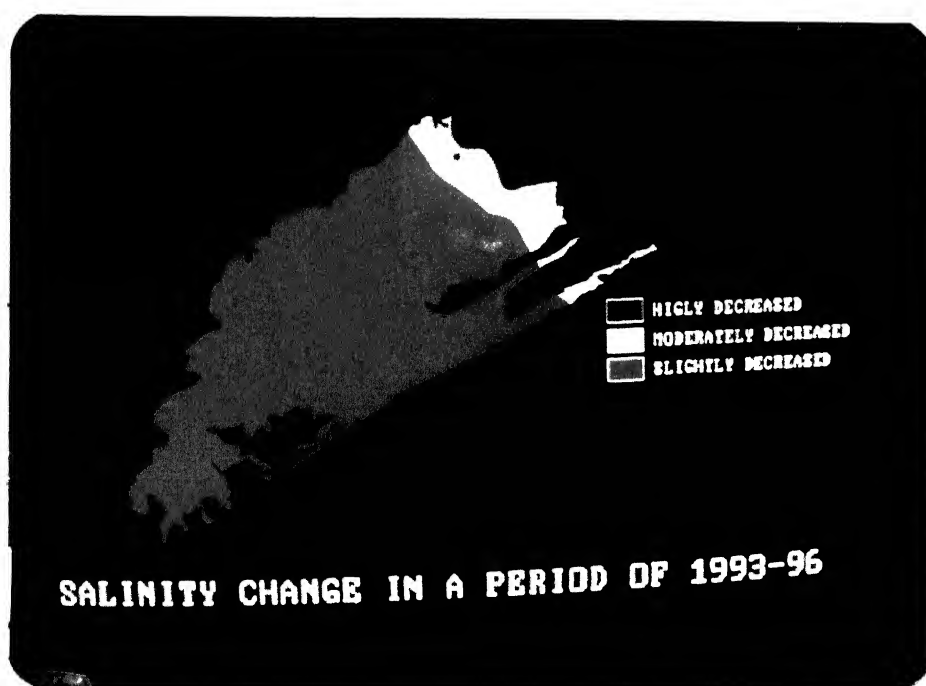 HIGLY DECREASED
MODERATELY DECREASED
SLIGHTLY DECREASED
SALINITY CHANGE IN A PERIOD OF 1993-96